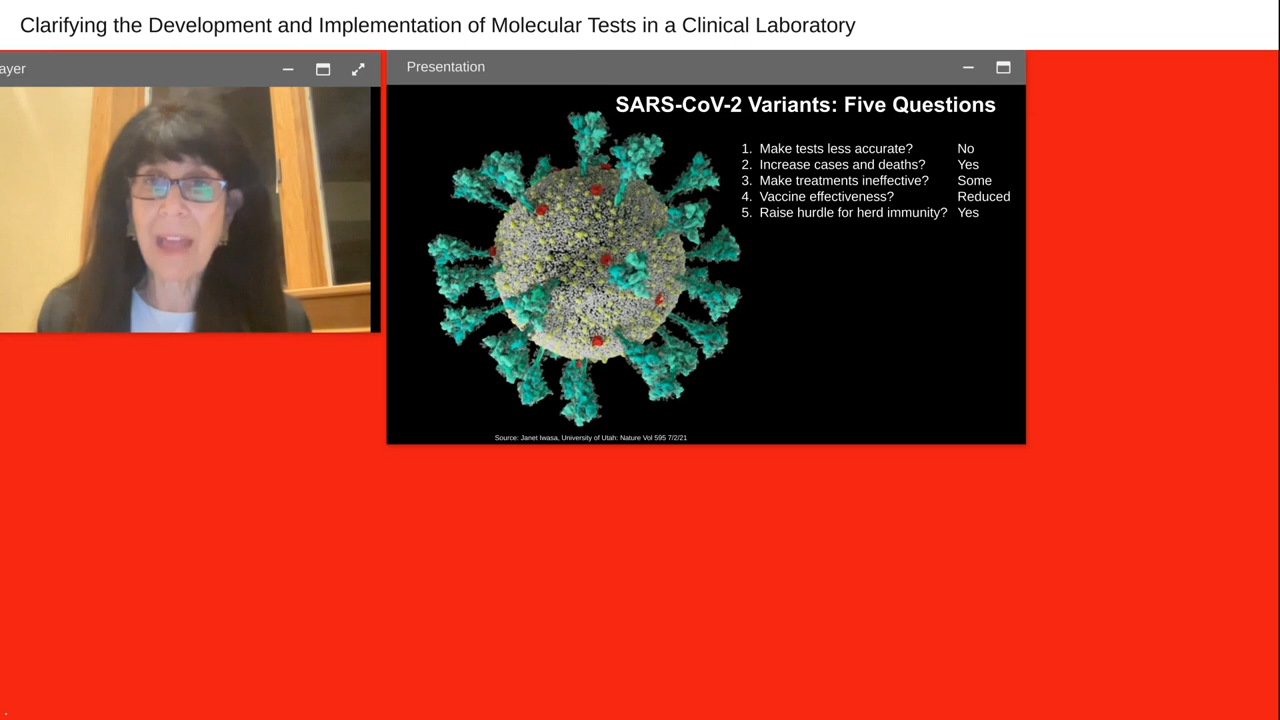 Clarifying the Development and Implementation of Molecular Tests in a Clinical Laboratory
ayer
Presentation
SARS-CoV-2 Variants: Five Questions
1. Make tests less accurate? No
2. Increase cases and deaths? Yes
3. Make treatments ineffective? Some
4. Vaccine effectiveness? Reduced
5. Raise hurdle for herd immunity? Yes
Source: Janet Iwasa, University of Utah: Nature Vol 595 7/2/21